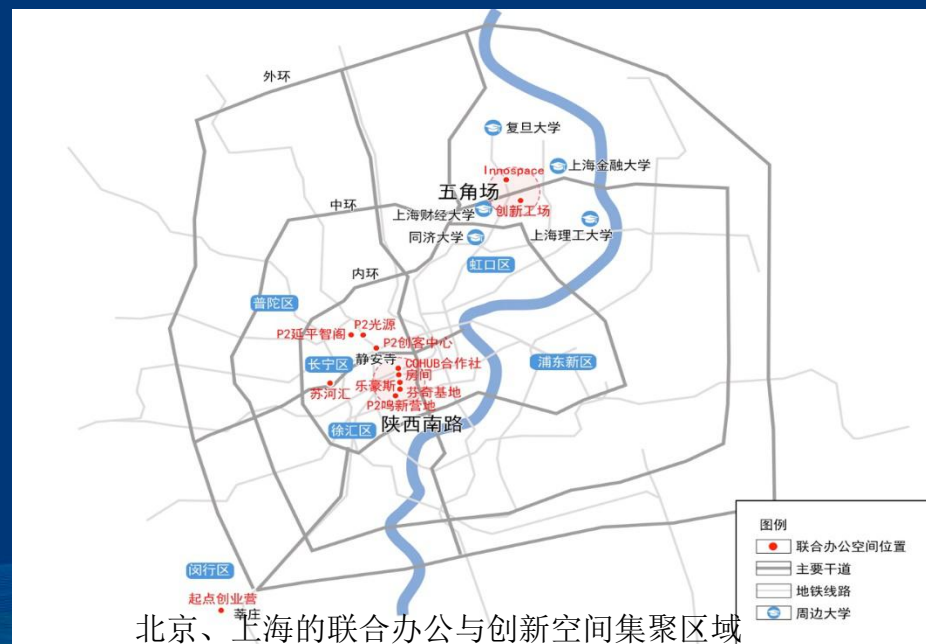 外环
复旦大学
上海金融大学
Innospace
五角场
中环
上海财经大学
创新工场
同济大学
上海理工大学
虹口区
内环
普陀区
P2光源
P2延平智阁
P2创客中心
静安寺
长宁区
COHUB合作社
浦东新区
房间
乐豪斯
芬奇基地
苏河汇
P2鸣新营地
徐汇区
陕西南路
图例
联合办公空间位置
主要干道
地铁线路
周边大学
闵行区
起点创业营
莘庄
北京、上海的联合办公与创新空间集聚区域